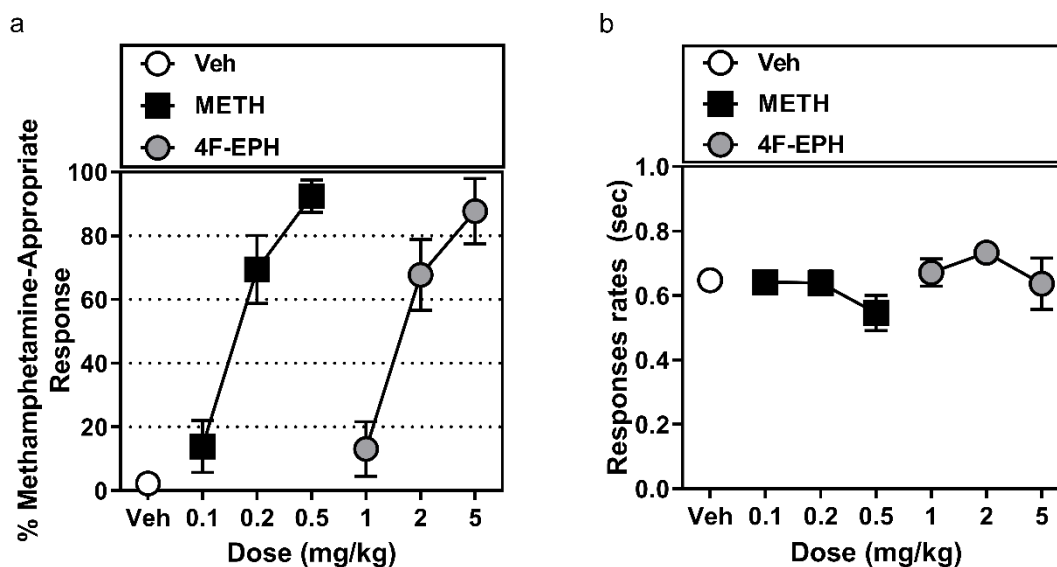 a
Veh
METH
4F-EPH
% Methamphetamine-Appropriate
Response
100
80
60
40
20
0
Veh 0.1 0.2 0.5 1 2 5
Dose (mg/kg)
b
Veh
METH
4F-EPH
Responses rates (sec)
1.0
0.8
0.6
0.4
0.2
0.0
Veh 0.1 0.2 0.5 1 2 5
Dose (mg/kg)